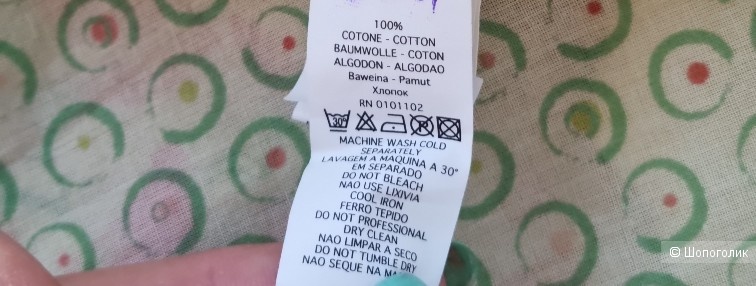 100%
COTONE - COTTON
BAUMWOLLE - COTON
ALGODON - ALGODAO
Baweina - Pamut
Хлопок
RN 0101102
30°
MACHINE WASH COLD
SEPARATELY
LAVAGEM A MAQUINA A 30°
EM SEPARADO
DO NOT BLEACH
NAO USE LIXIVIA
COOL IRON
FERRO TEPIDO
DO NOT PROFESSIONAL
DRY CLEAN
NAO LIMPAR A SECO
DO NOT TUMBLE DRY
NAO SEQUE NA
© Шопоголик